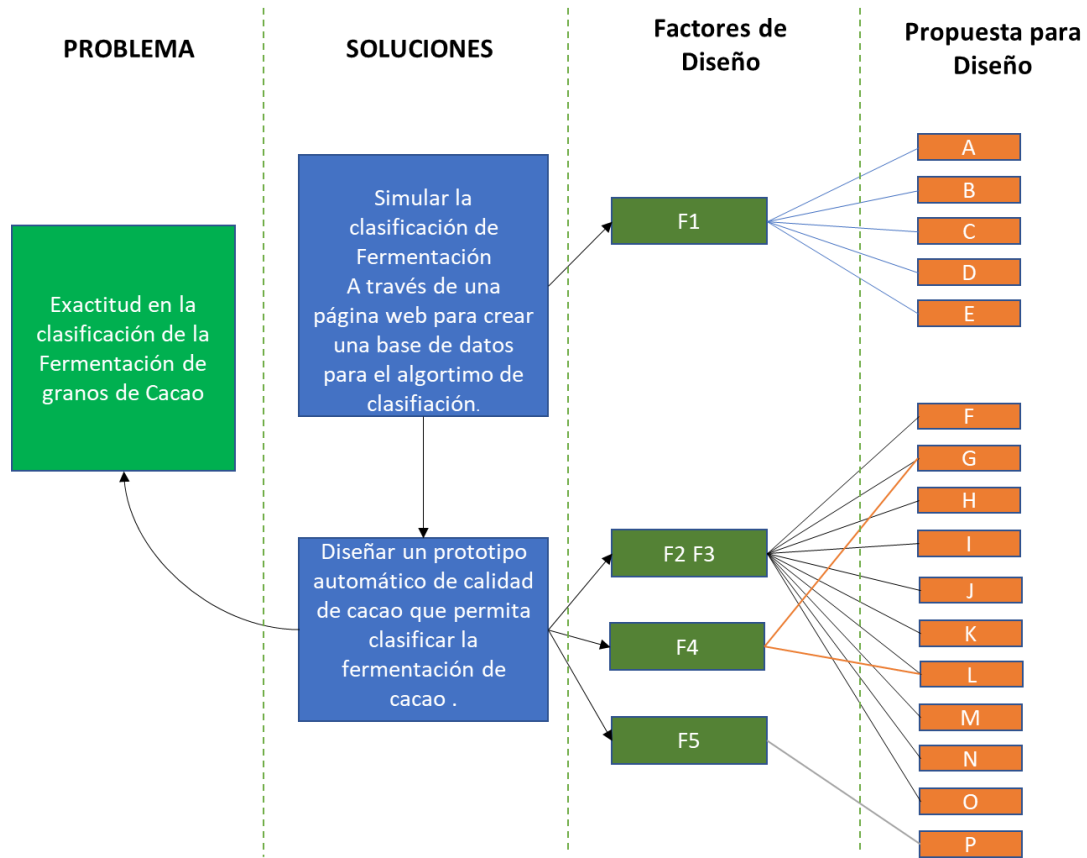 PROBLEMA
SOLUCIONES
Factores de
Diseño
Propuesta para
Diseño
Exactitud en la
clasificación de la
Fermentación de
granos de Cacao
Simular la
clasificación de
Fermentación
A través de una
página web para crear
una base de datos
para el algortimo de
clasifiación.
Diseñar un prototipo
automático de calidad
de cacao que permita
clasificar la
fermentación de
cacao .
F1
F2 F3
F4
F5
A
B
C
D
E
F
G
H
I
J
K
L
M
N
O
P